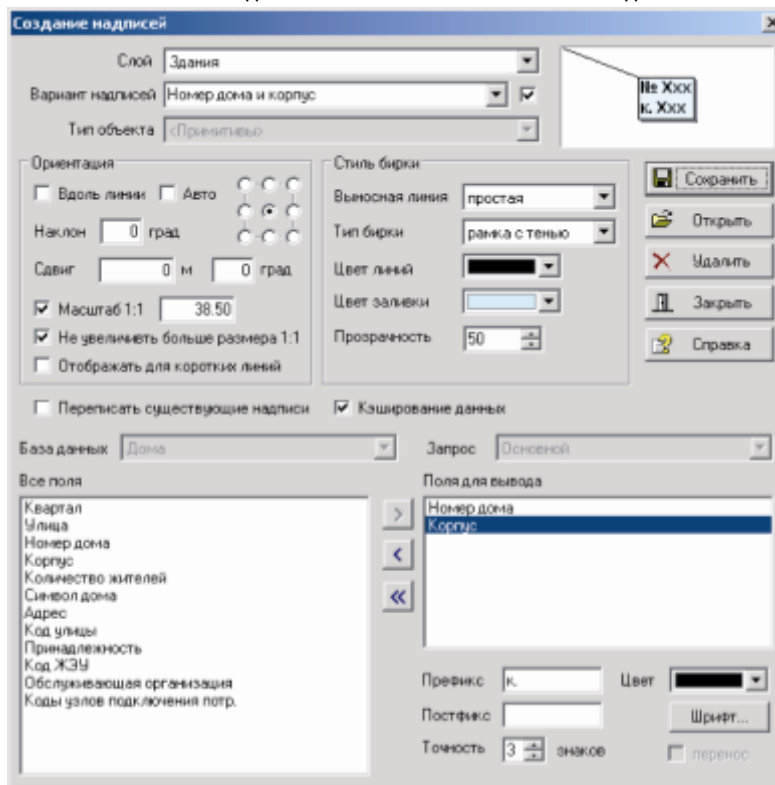 Создание надписей
Слой Здания
Вариант надписей Номер дома и корпус
Тип объекта <Примитивы>
№ Xxx
к. Xxx
Ориентация
Вдоль линии Авто
Наклон 0 град
Сдвиг 0 м 0 град
Масштаб 1:1 38.50
Не увеличивать больше размера 1:1
Отображать для коротких линий
Стиль бирки
Выносная линия простая
Тип бирки рамка с тенью
Цвет линий
Цвет заливки
Прозрачность 50
Сохранить
Открыть
Удалить
Закрыть
Справка
Переписать существующие надписи Кэширование данных
База данных Дома Запрос Основной
Все поля
Квартал
Улица
Номер дома
Корпус
Количество жителей
Символ дома
Адрес
Код улицы
Принадлежность
Код ЖЭУ
Обслуживающая организация
Коды узлов подключения потр.
>
<
<<
Поля для вывода
Номер дома
Корпус
Префикс к. Цвет
Постфикс Шрифт...
Точность 3 знаков перенос